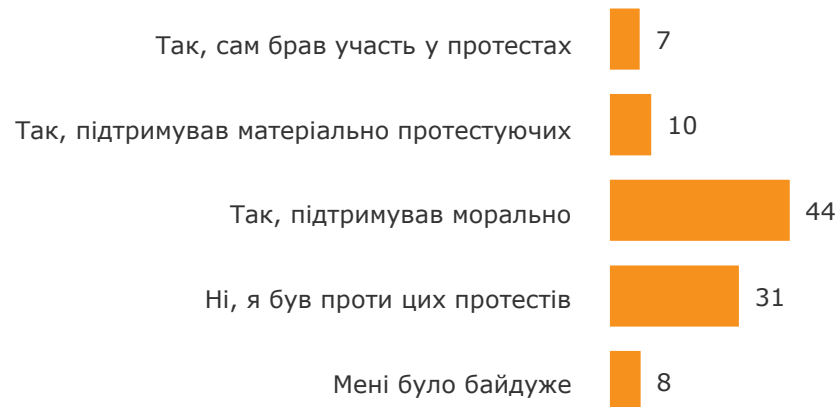 Так, сам брав участь у протестах 7
Так, підтримував матеріально протестуючих 10
Так, підтримував морально 44
Ні, я був проти цих протестів 31
Мені було байдуже 8